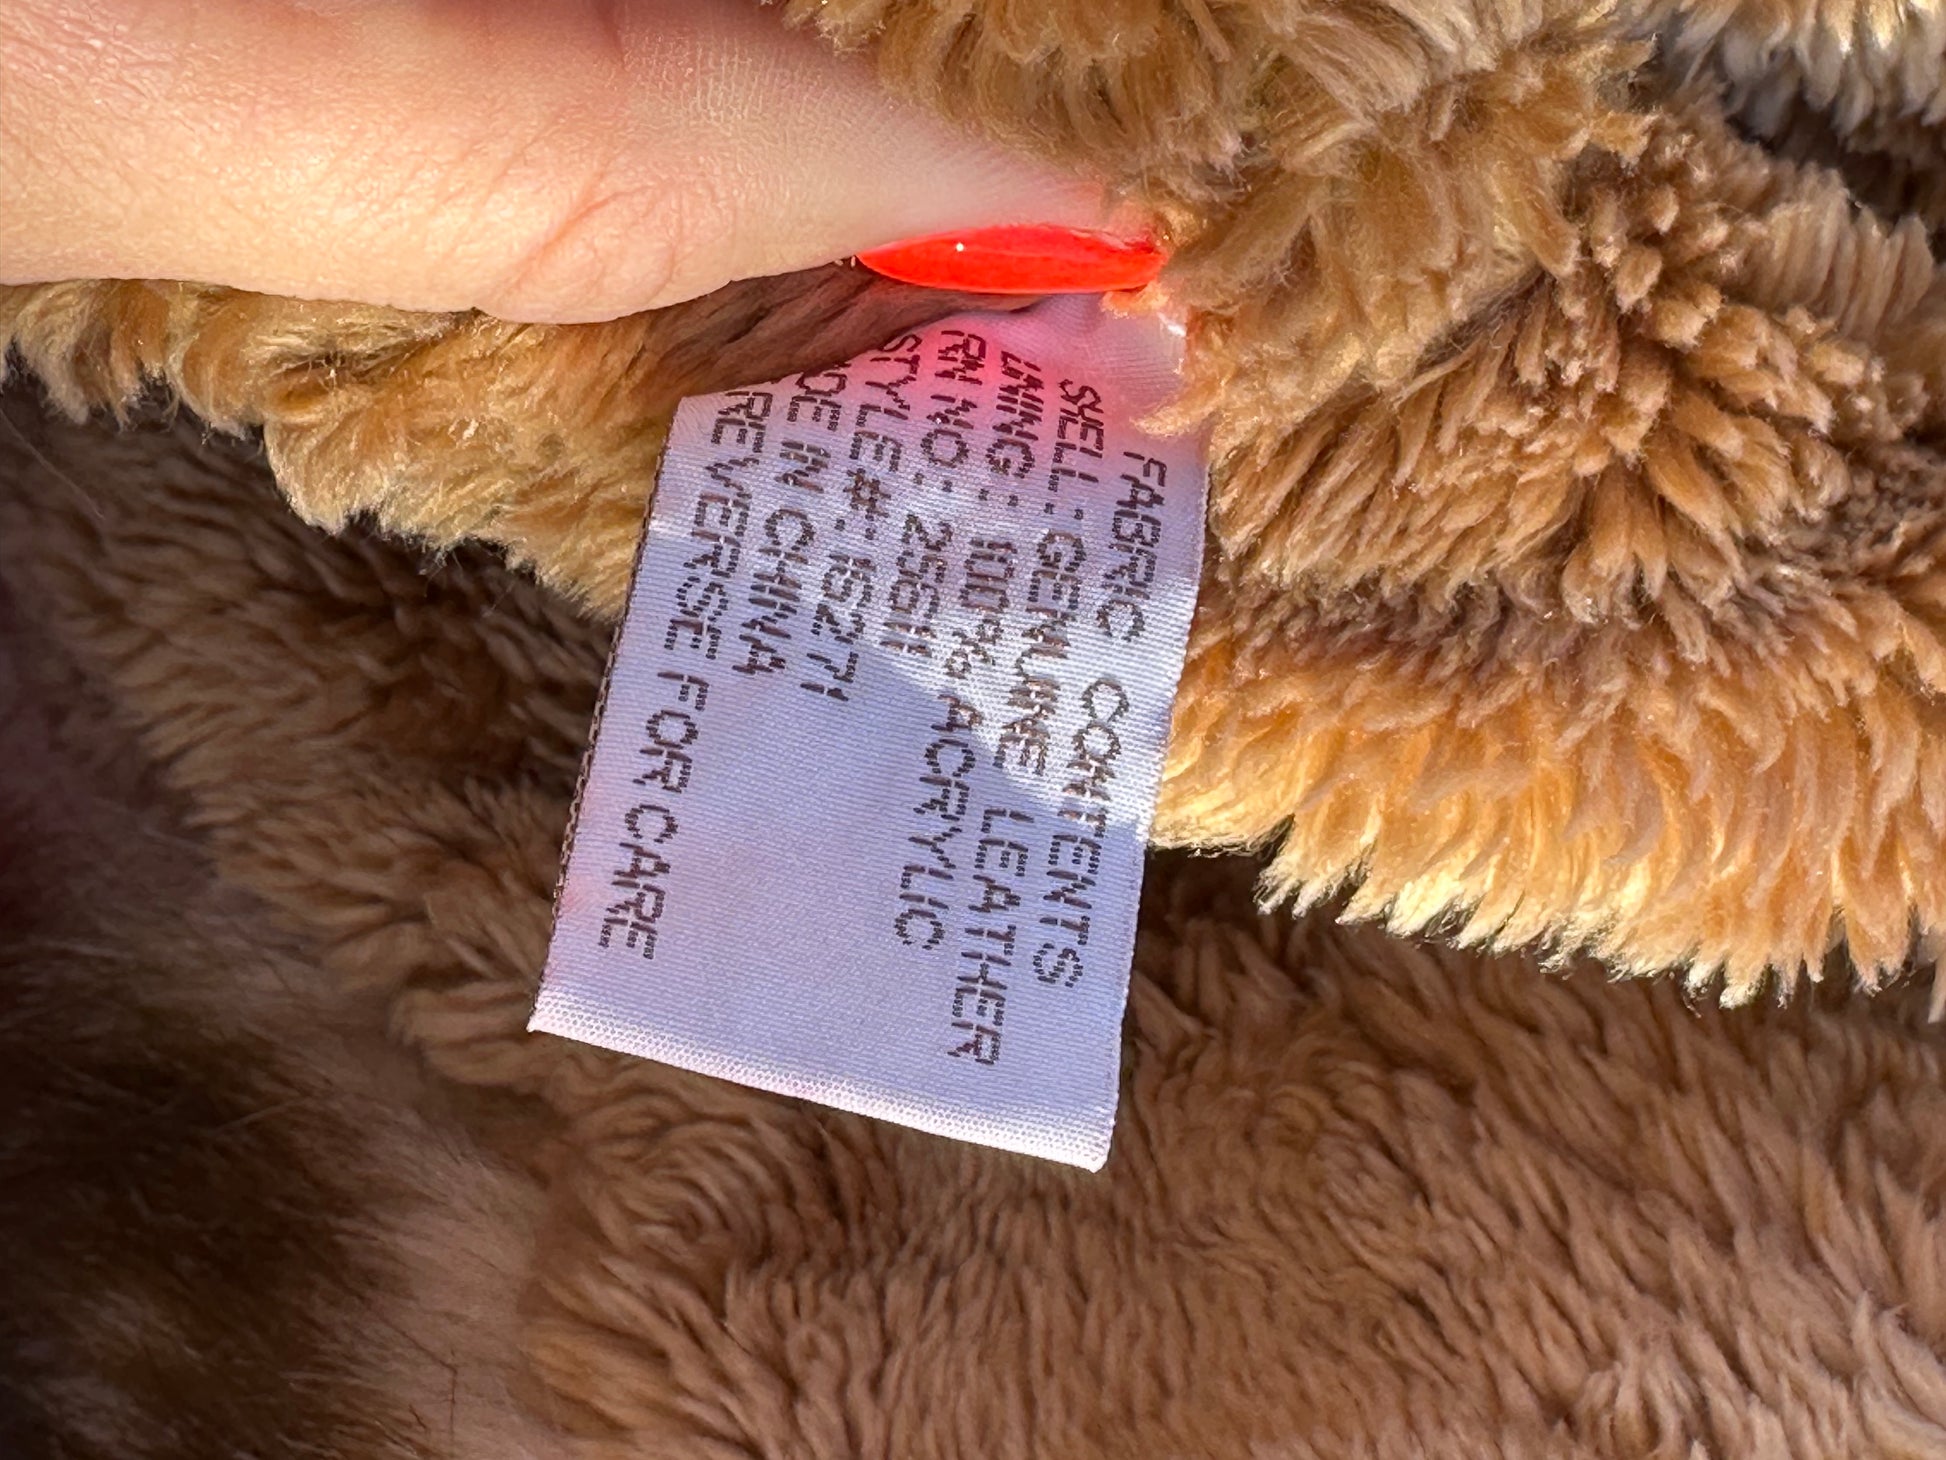 FABRIC CONTENTS
SHELL: GENUINE LEATHER
LINING: 100% ACRYLIC
RN NO: 25611
STYLE#: 15271
MADE IN CHINA
REVERSE FOR CARE